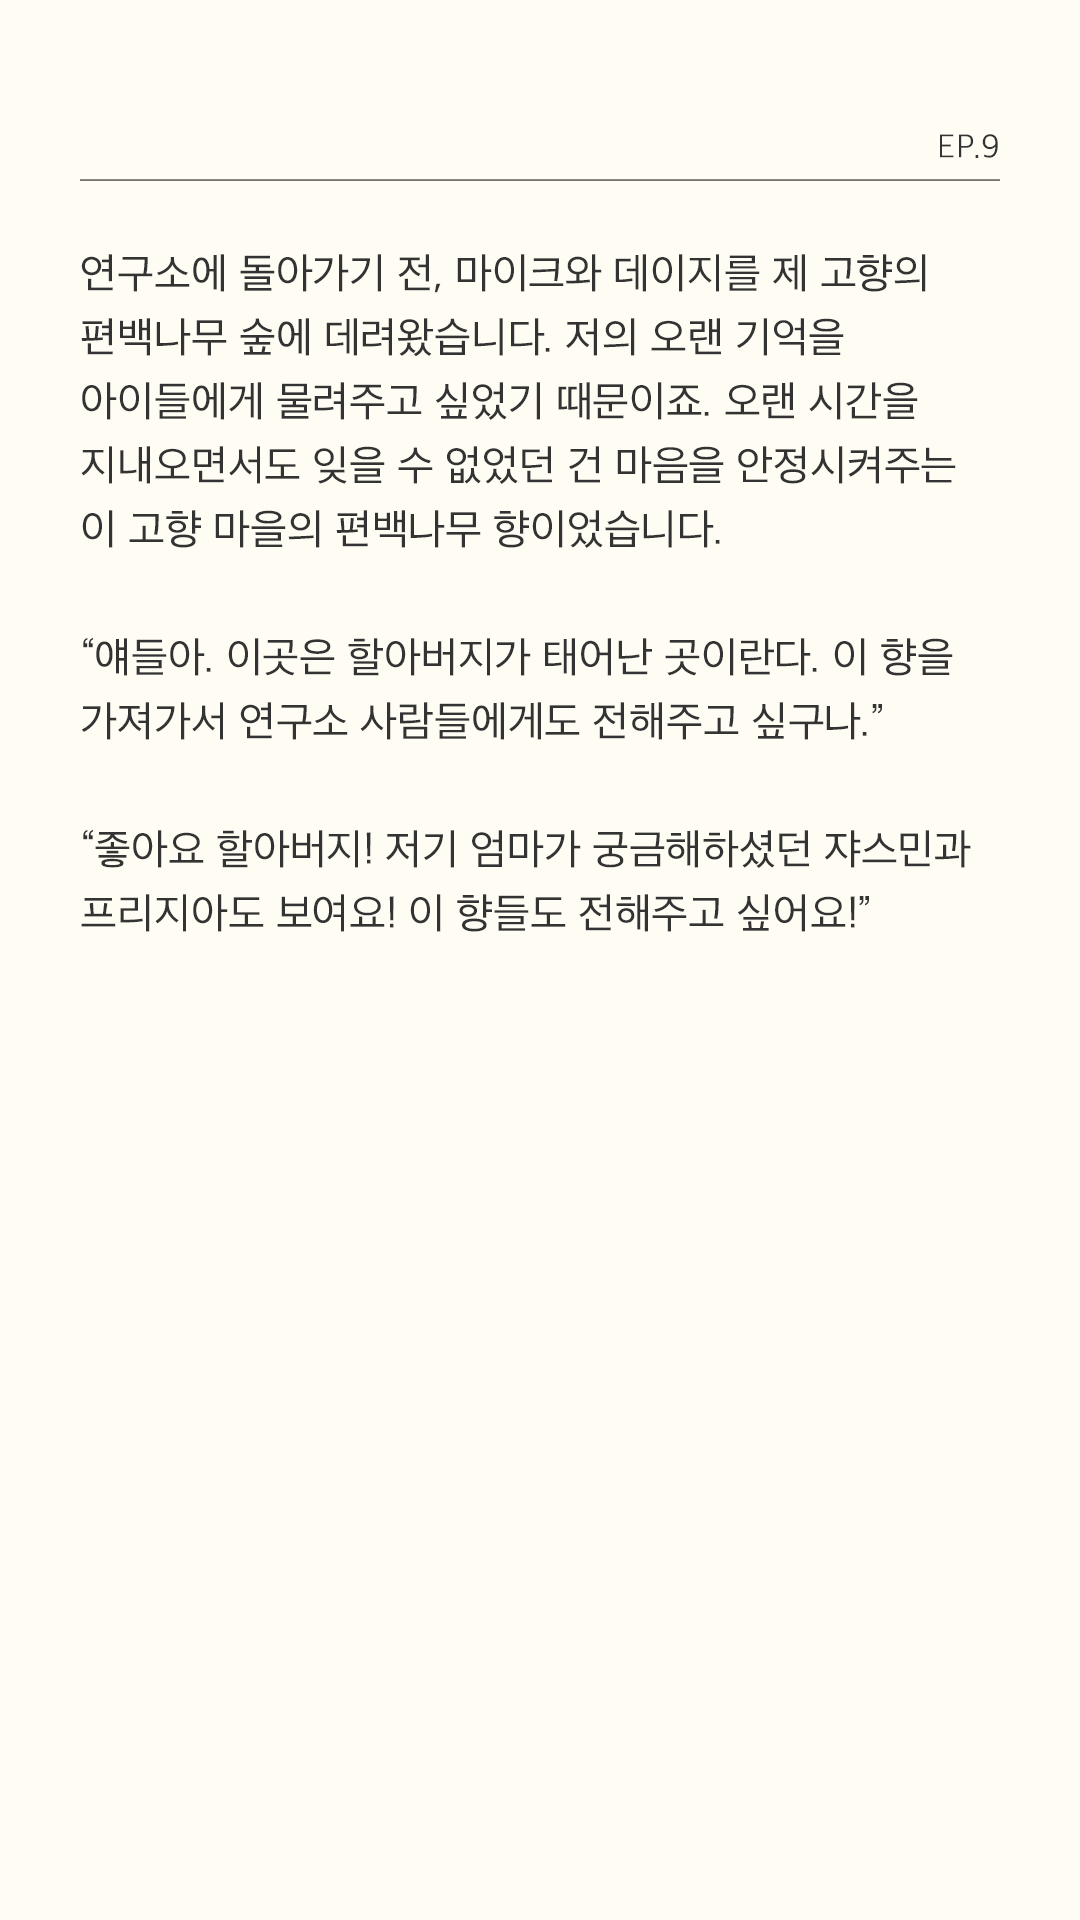 EP.9
연구소에 돌아가기 전, 마이크와 데이지를 제 고향의
편백나무 숲에 데려왔습니다. 저의 오랜 기억을
아이들에게 물려주고 싶었기 때문이죠. 오랜 시간을
지내오면서도 잊을 수 없었던 건 마음을 안정시켜주는
이 고향 마을의 편백나무 향이었습니다.
“얘들아. 이곳은 할아버지가 태어난 곳이란다. 이 향을
가져가서 연구소 사람들에게도 전해주고 싶구나.”
“좋아요 할아버지! 저기 엄마가 궁금해하셨던 쟈스민과
프리지아도 보여요! 이 향들도 전해주고 싶어요!”